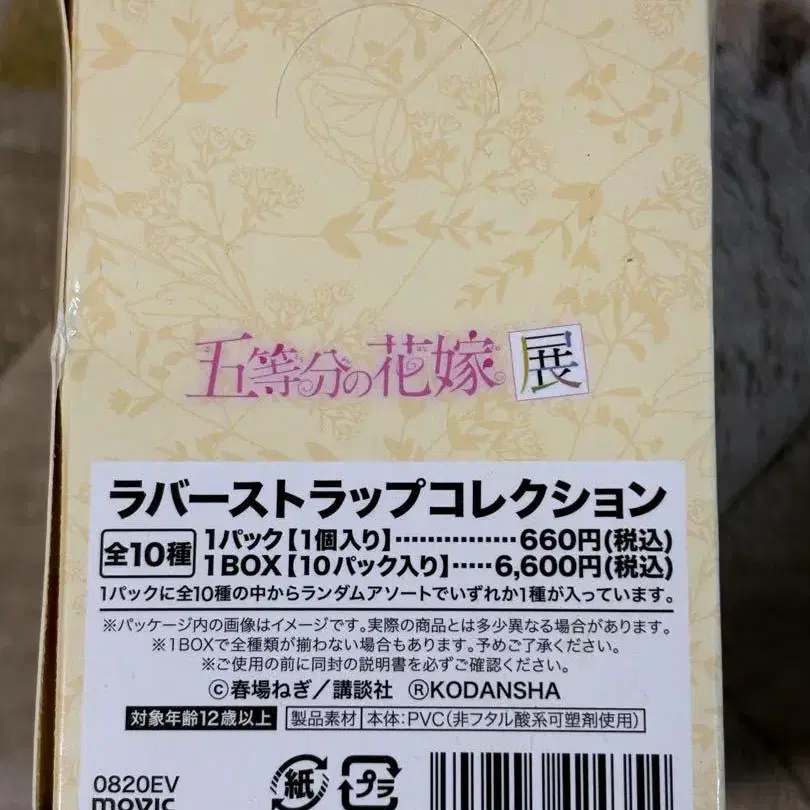 五等分の花嫁 展
ラバーストラップコレクション
全10種
1パック【1個入り】……………660円(税込)
1BOX【10パック入り】……6,600円(税込)
1パックに全10種の中からランダムアソートでいずれか1種が入っています。
※パッケージ内の画像はイメージです。実際の商品とは多少異なる場合があります。
※1BOXで全種類が揃わない場合もあります。予めご了承ください。
※ご使用の前に同封の説明書を必ずご確認ください。
©春場ねぎ／講談社 ®KODANSHA
対象年齢12歳以上 製品素材 本体:PVC(非フタル酸系可塑剤使用)
0820EV 紙 プラ
movic